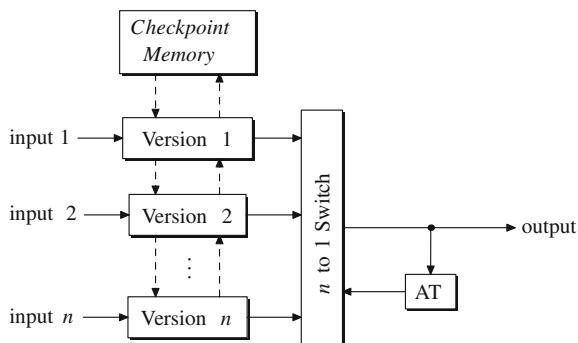 Checkpoint
Memory
input 1
Version 1
input 2
Version 2
⋮
input n
Version n
n to 1 Switch
output
AT